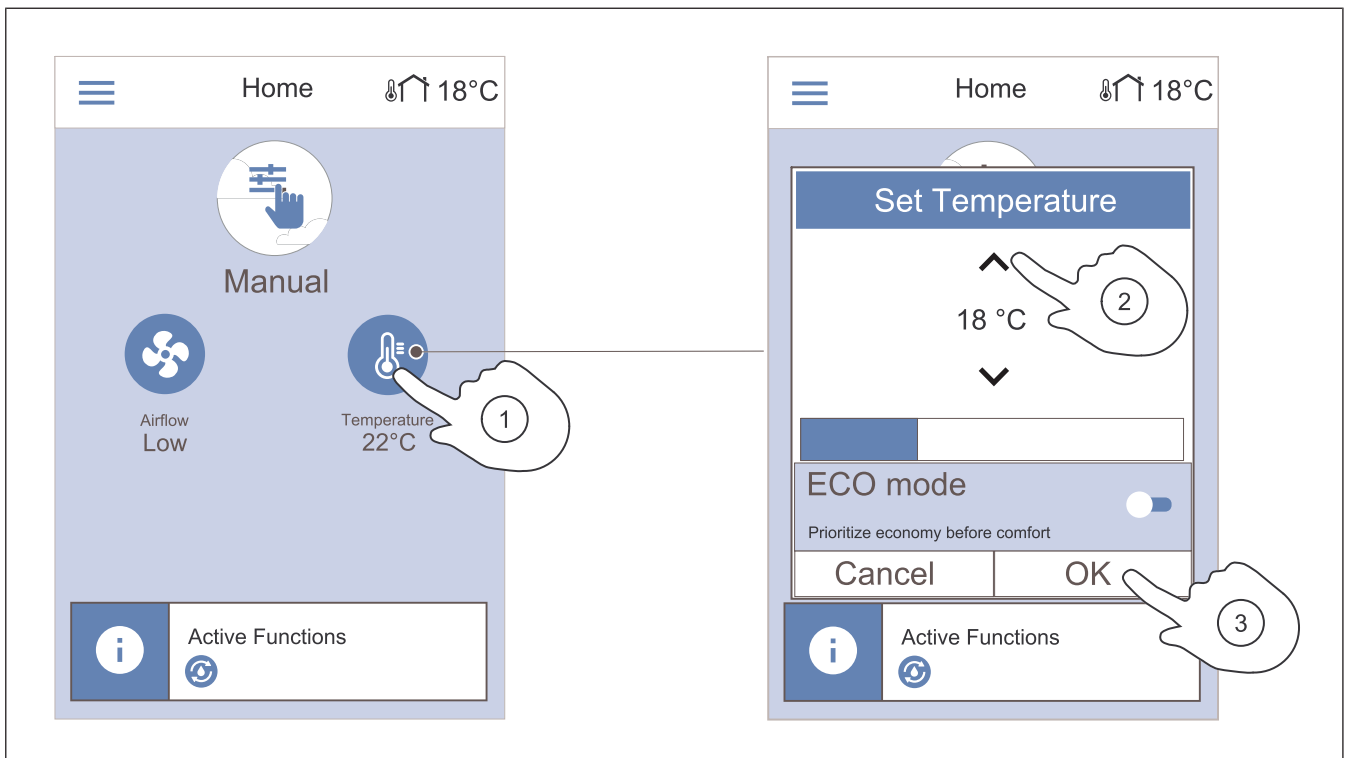 Home 18°C
Manual
Airflow
Low
Temperature
22°C
1
i
Active Functions
Home 18°C
Set Temperature
2
18 °C
ECO mode
Prioritize economy before comfort
Cancel OK
3
i
Active Functions